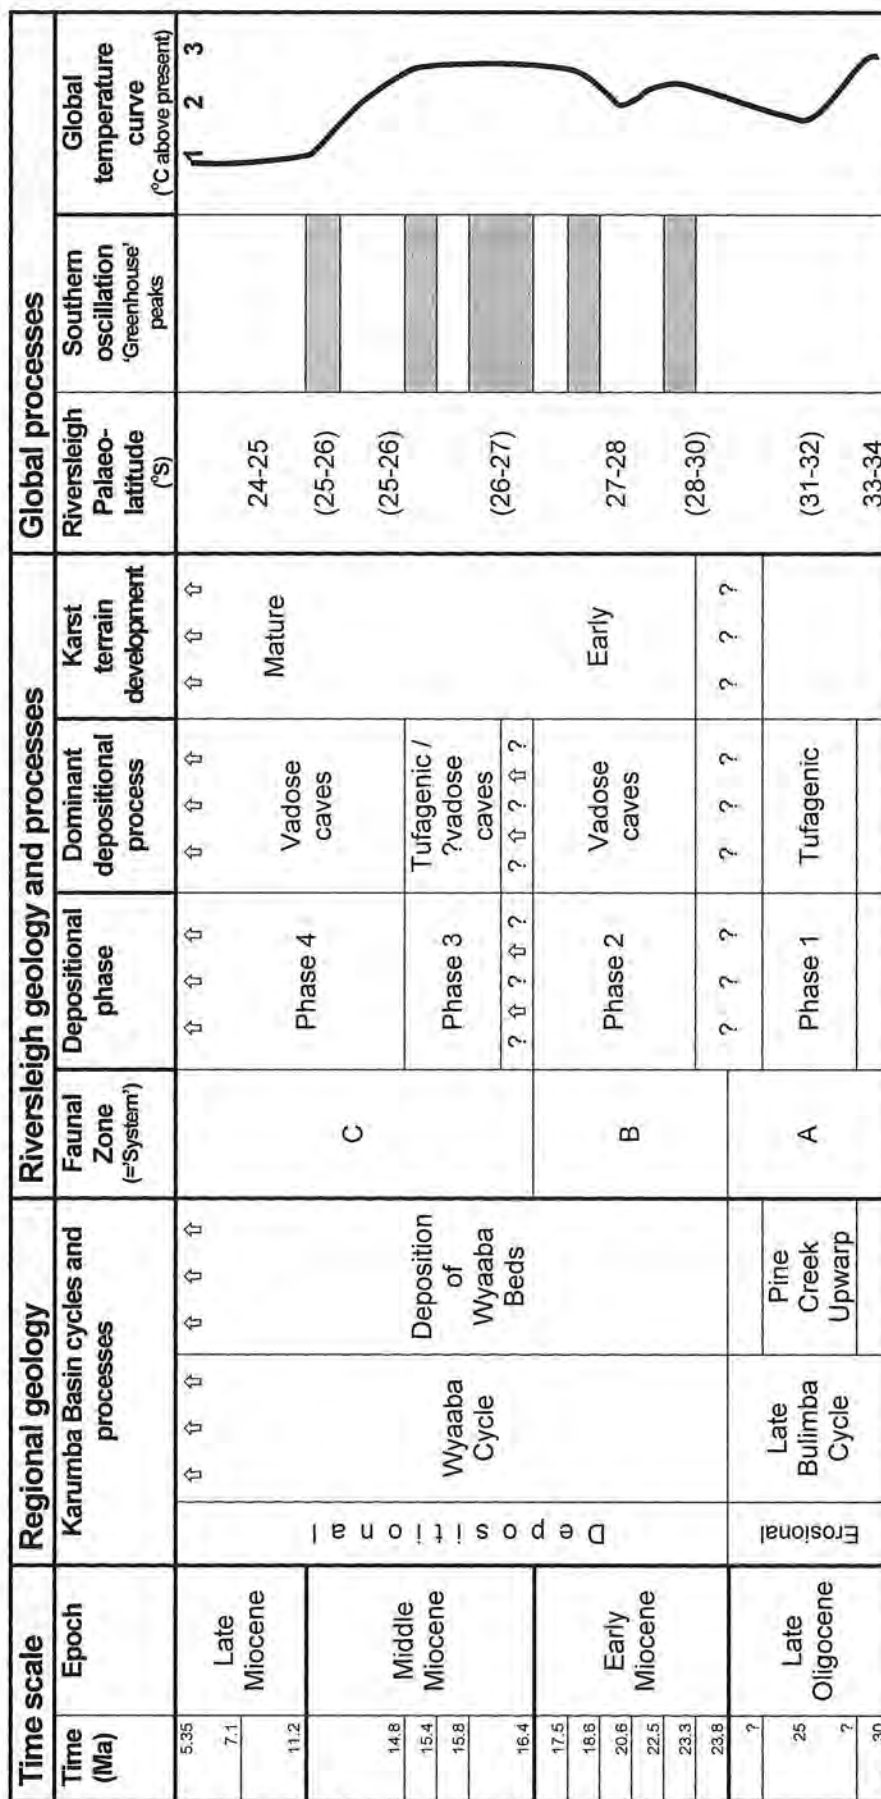 Time scale
Regional geology
Riversleigh geology and processes
Global processes
Time
(Ma)
Epoch
Karumba Basin cycles and
processes
Faunal
Zone
(='System')
Depositional
phase
Dominant
depositional
process
Karst
terrain
development
Riversleigh
Palaeo-
latitude
(°S)
Southern
oscillation
'Greenhouse'
peaks
Global
temperature
curve
(°C above present)
1 2 3
5.35
7.1
11.2
14.8
15.4
15.8
16.4
17.5
18.6
20.6
22.5
23.3
23.8
?
25
?
30
Late
Miocene
Middle
Miocene
Early
Miocene
Late
Oligocene
Depositional
Erosional
⇧ ⇧ ⇧
Wyaaba
Cycle
Late
Bulimba
Cycle
⇧ ⇧ ⇧
Deposition
of
Wyaaba
Beds
Pine
Creek
Upwarp
C
B
A
⇧ ⇧ ⇧
Phase 4
Phase 3
? ⇧ ? ⇧ ?
Phase 2
? ? ?
Phase 1
⇧ ⇧ ⇧
Vadose
caves
Tufagenic /
?vadose
caves
? ⇧ ? ⇧ ?
Vadose
caves
? ? ?
Tufagenic
⇧ ⇧ ⇧
Mature
Early
? ? ?
24-25
(25-26)
(25-26)
(26-27)
27-28
(28-30)
(31-32)
33-34